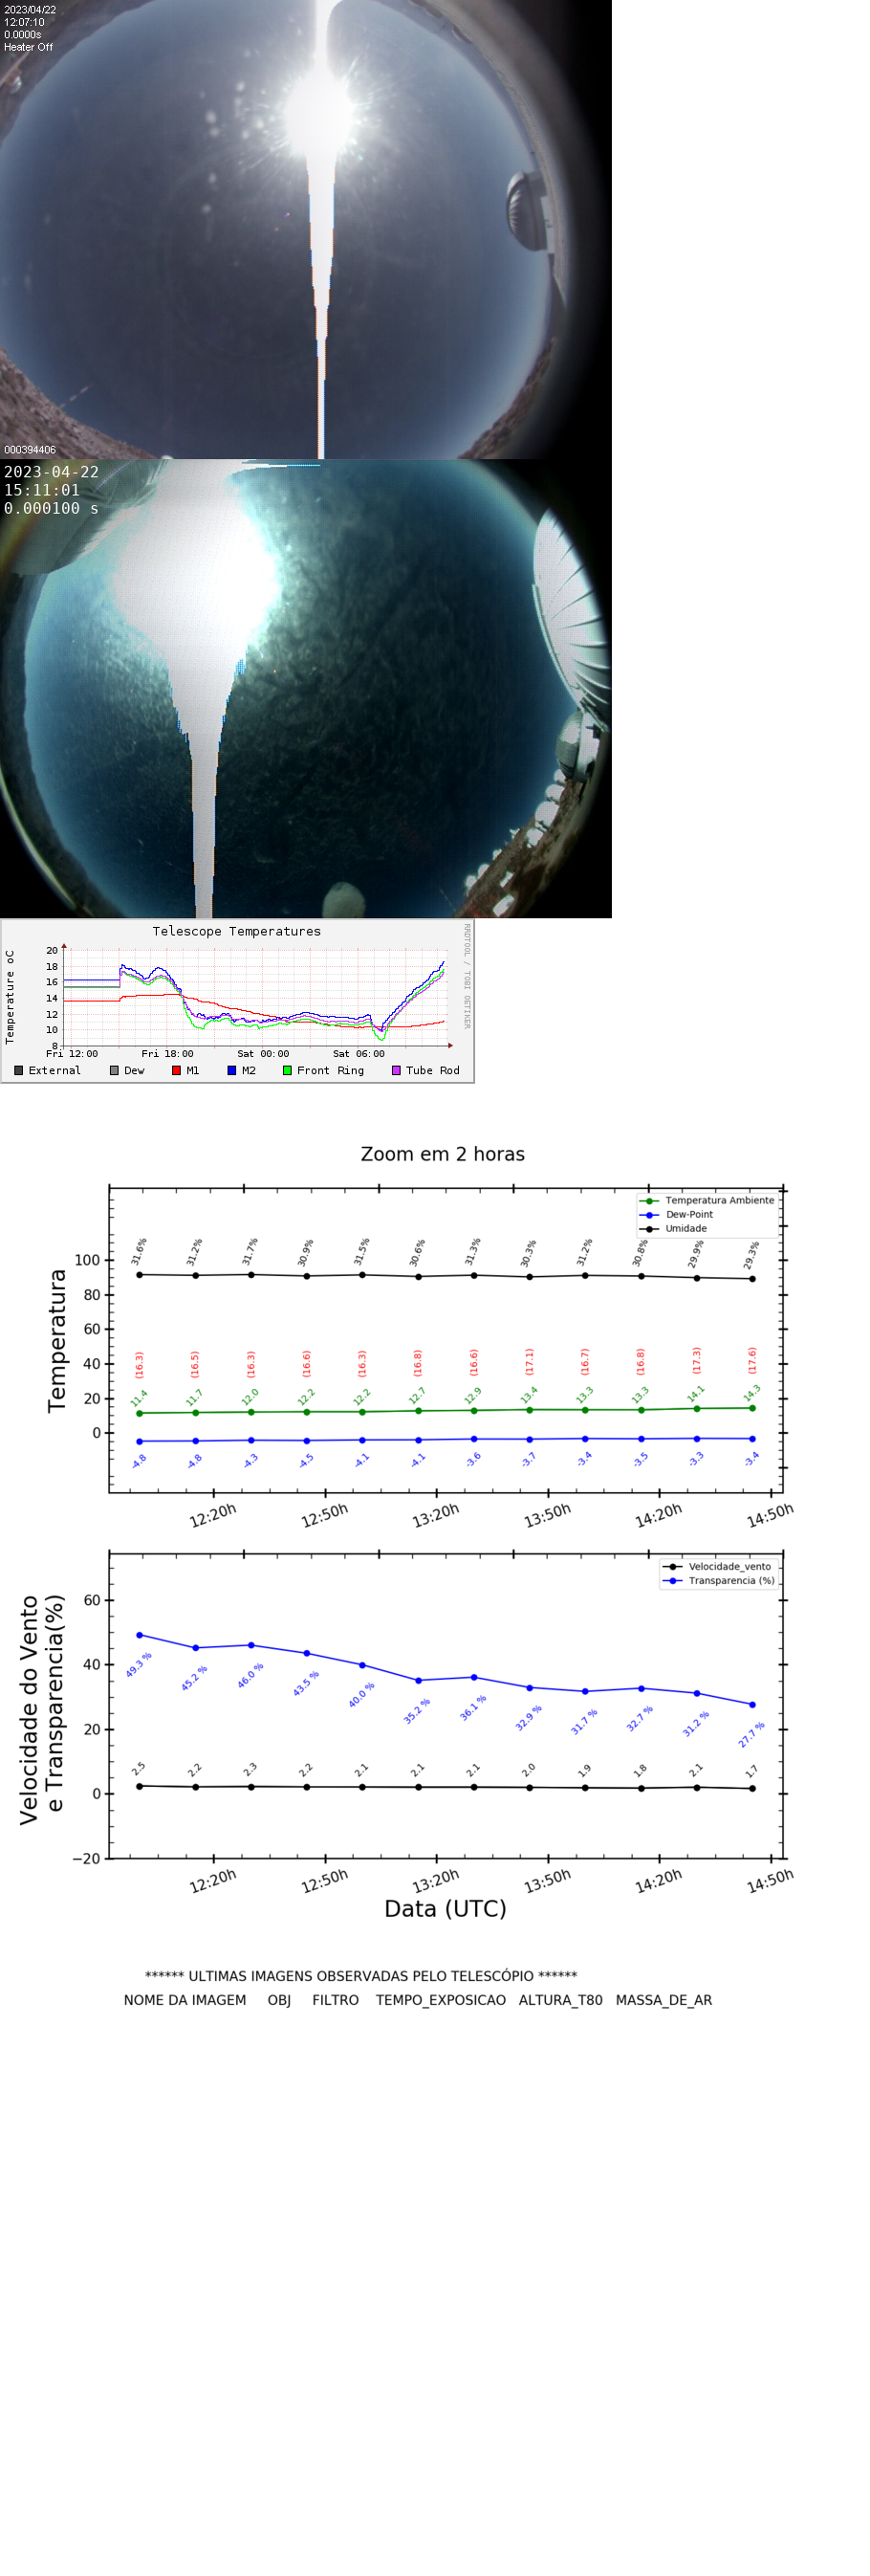 2023/04/22
12:07:10
0.0000s
Heater Off
000394406
2023-04-22
15:11:01
0.000100 s
Telescope Temperatures
RRDTOOL / TOBI OETIKER
Temperature oC
20
18
16
14
12
10
8
Fri 12:00 Fri 18:00 Sat 00:00 Sat 06:00
External Dew M1 M2 Front Ring Tube Rod
Zoom em 2 horas
Temperatura Ambiente
Dew-Point
Umidade
Temperatura
100
80
60
40
20
0
31.6% 31.2% 31.7% 30.9% 31.5% 30.6% 31.3% 30.3% 31.2% 30.8% 29.9% 29.3%
(16.3) (16.5) (16.3) (16.6) (16.3) (16.8) (16.6) (17.1) (16.7) (16.8) (17.3) (17.6)
11.4 11.7 12.0 12.2 12.2 12.7 12.9 13.4 13.3 13.3 14.1 14.3
-4.8 -4.8 -4.3 -4.5 -4.1 -4.1 -3.6 -3.7 -3.4 -3.5 -3.3 -3.4
12:20h 12:50h 13:20h 13:50h 14:20h 14:50h
Velocidade_vento
Transparencia (%)
Velocidade do Vento
e Transparencia(%)
60
40
20
0
−20
49.3 % 45.2 % 46.0 % 43.5 % 40.0 % 35.2 % 36.1 % 32.9 % 31.7 % 32.7 % 31.2 % 27.7 %
2.5 2.2 2.3 2.2 2.1 2.1 2.1 2.0 1.9 1.8 2.1 1.7
12:20h 12:50h 13:20h 13:50h 14:20h 14:50h
Data (UTC)
****** ULTIMAS IMAGENS OBSERVADAS PELO TELESCÓPIO ******
NOME DA IMAGEM OBJ FILTRO TEMPO_EXPOSICAO ALTURA_T80 MASSA_DE_AR